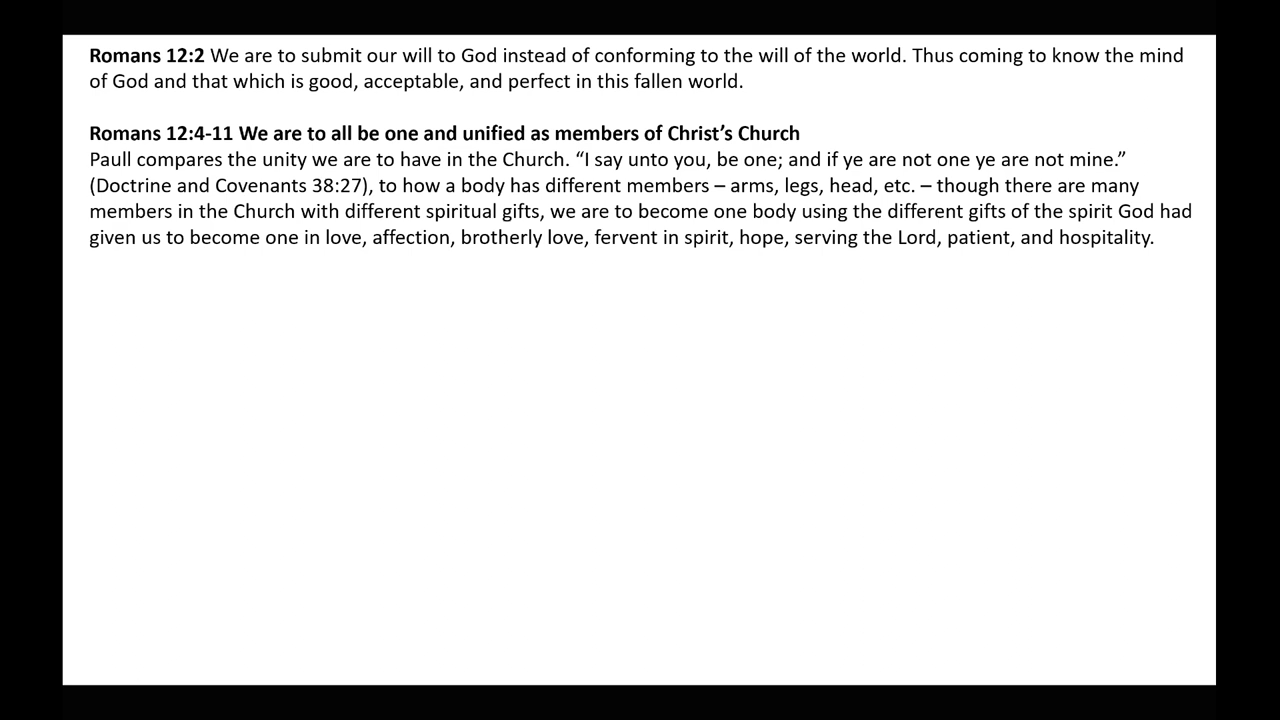 Romans 12:2 We are to submit our will to God instead of conforming to the will of the world. Thus coming to know the mind
of God and that which is good, acceptable, and perfect in this fallen world.
Romans 12:4-11 We are to all be one and unified as members of Christ’s Church
Paull compares the unity we are to have in the Church. “I say unto you, be one; and if ye are not one ye are not mine.”
(Doctrine and Covenants 38:27), to how a body has different members – arms, legs, head, etc. – though there are many
members in the Church with different spiritual gifts, we are to become one body using the different gifts of the spirit God had
given us to become one in love, affection, brotherly love, fervent in spirit, hope, serving the Lord, patient, and hospitality.